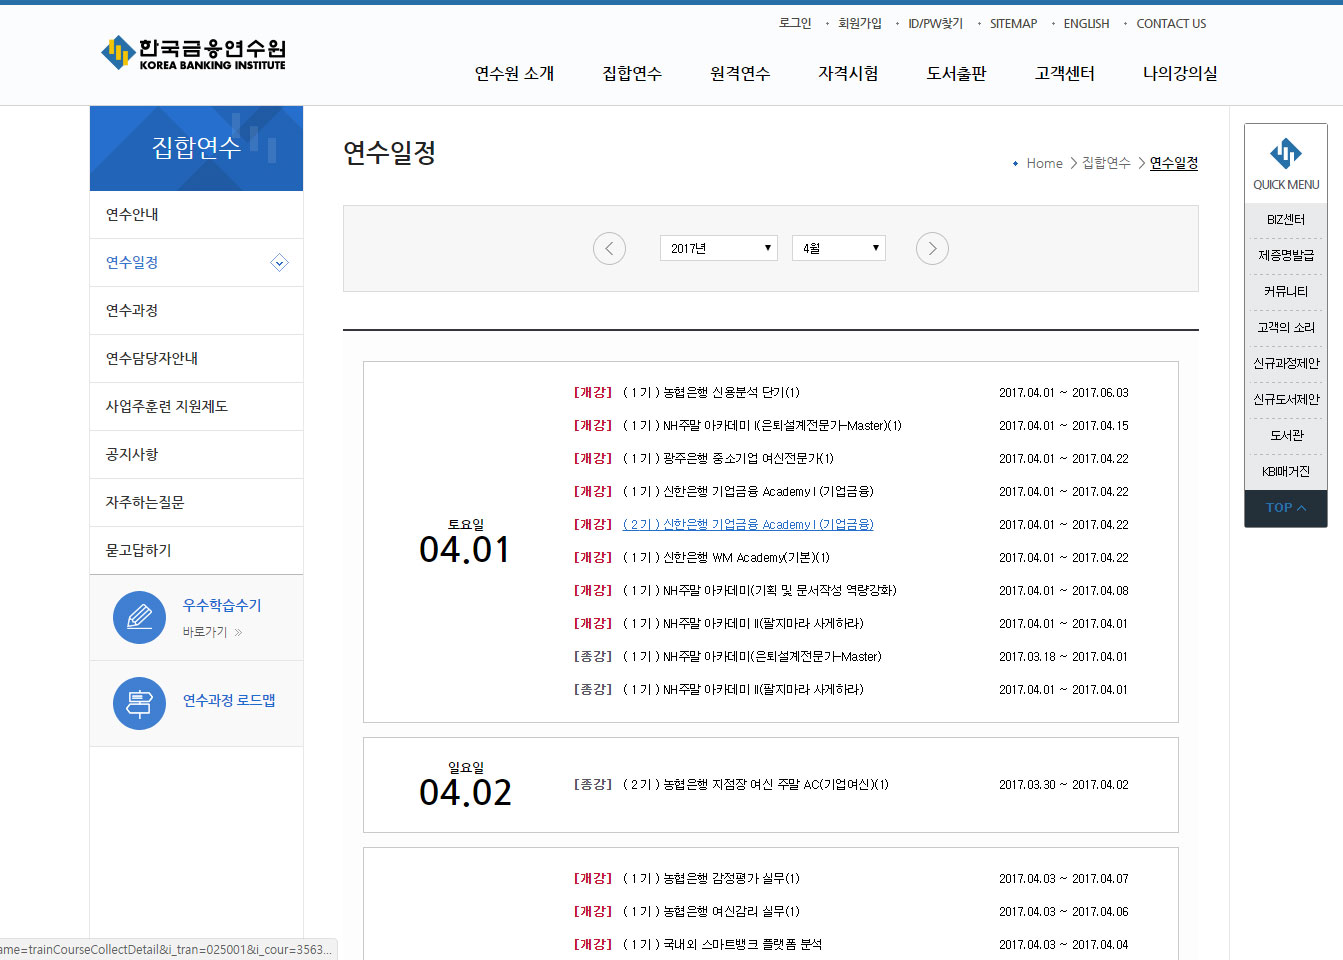 로그인 · 회원가입 · ID/PW찾기 · SITEMAP · ENGLISH · CONTACT US
한국금융연수원
KOREA BANKING INSTITUTE
연수원 소개 집합연수 원격연수 자격시험 도서출판 고객센터 나의강의실
집합연수
연수안내
연수일정
연수과정
연수담당자안내
사업주훈련 지원제도
공지사항
자주하는질문
묻고답하기
우수학습수기
바로가기 »
연수과정 로드맵
연수일정
Home > 집합연수 > 연수일정
2017년 4월
토요일
04.01
[개강] ( 1 기 ) 농협은행 신용분석 단기(1) 2017.04.01 ~ 2017.06.03
[개강] ( 1 기 ) NH주말 아카데미 I(은퇴설계전문가-Master)(1) 2017.04.01 ~ 2017.04.15
[개강] ( 1 기 ) 광주은행 중소기업 여신전문가(1) 2017.04.01 ~ 2017.04.22
[개강] ( 1 기 ) 신한은행 기업금융 Academy I (기업금융) 2017.04.01 ~ 2017.04.22
[개강] ( 2 기 ) 신한은행 기업금융 Academy I (기업금융) 2017.04.01 ~ 2017.04.22
[개강] ( 1 기 ) 신한은행 WM Academy(기본)(1) 2017.04.01 ~ 2017.04.22
[개강] ( 1 기 ) NH주말 아카데미(기획 및 문서작성 역량강화) 2017.04.01 ~ 2017.04.08
[개강] ( 1 기 ) NH주말 아카데미 II(팔지마라 사게하라) 2017.04.01 ~ 2017.04.01
[종강] ( 1 기 ) NH주말 아카데미(은퇴설계전문가-Master) 2017.03.18 ~ 2017.04.01
[종강] ( 1 기 ) NH주말 아카데미 II(팔지마라 사게하라) 2017.04.01 ~ 2017.04.01
일요일
04.02
[종강] ( 2 기 ) 농협은행 지점장 여신 주말 AC(기업여신)(1) 2017.03.30 ~ 2017.04.02
[개강] ( 1 기 ) 농협은행 감정평가 실무(1) 2017.04.03 ~ 2017.04.07
[개강] ( 1 기 ) 농협은행 여신감리 실무(1) 2017.04.03 ~ 2017.04.06
[개강] ( 1 기 ) 국내외 스마트뱅크 플랫폼 분석 2017.04.03 ~ 2017.04.04
QUICK MENU
BIZ센터
제증명발급
커뮤니티
고객의 소리
신규과정제안
신규도서제안
도서관
KBI매거진
TOP
ame=trainCourseCollectDetail&i_tran=025001&i_cour=3563...